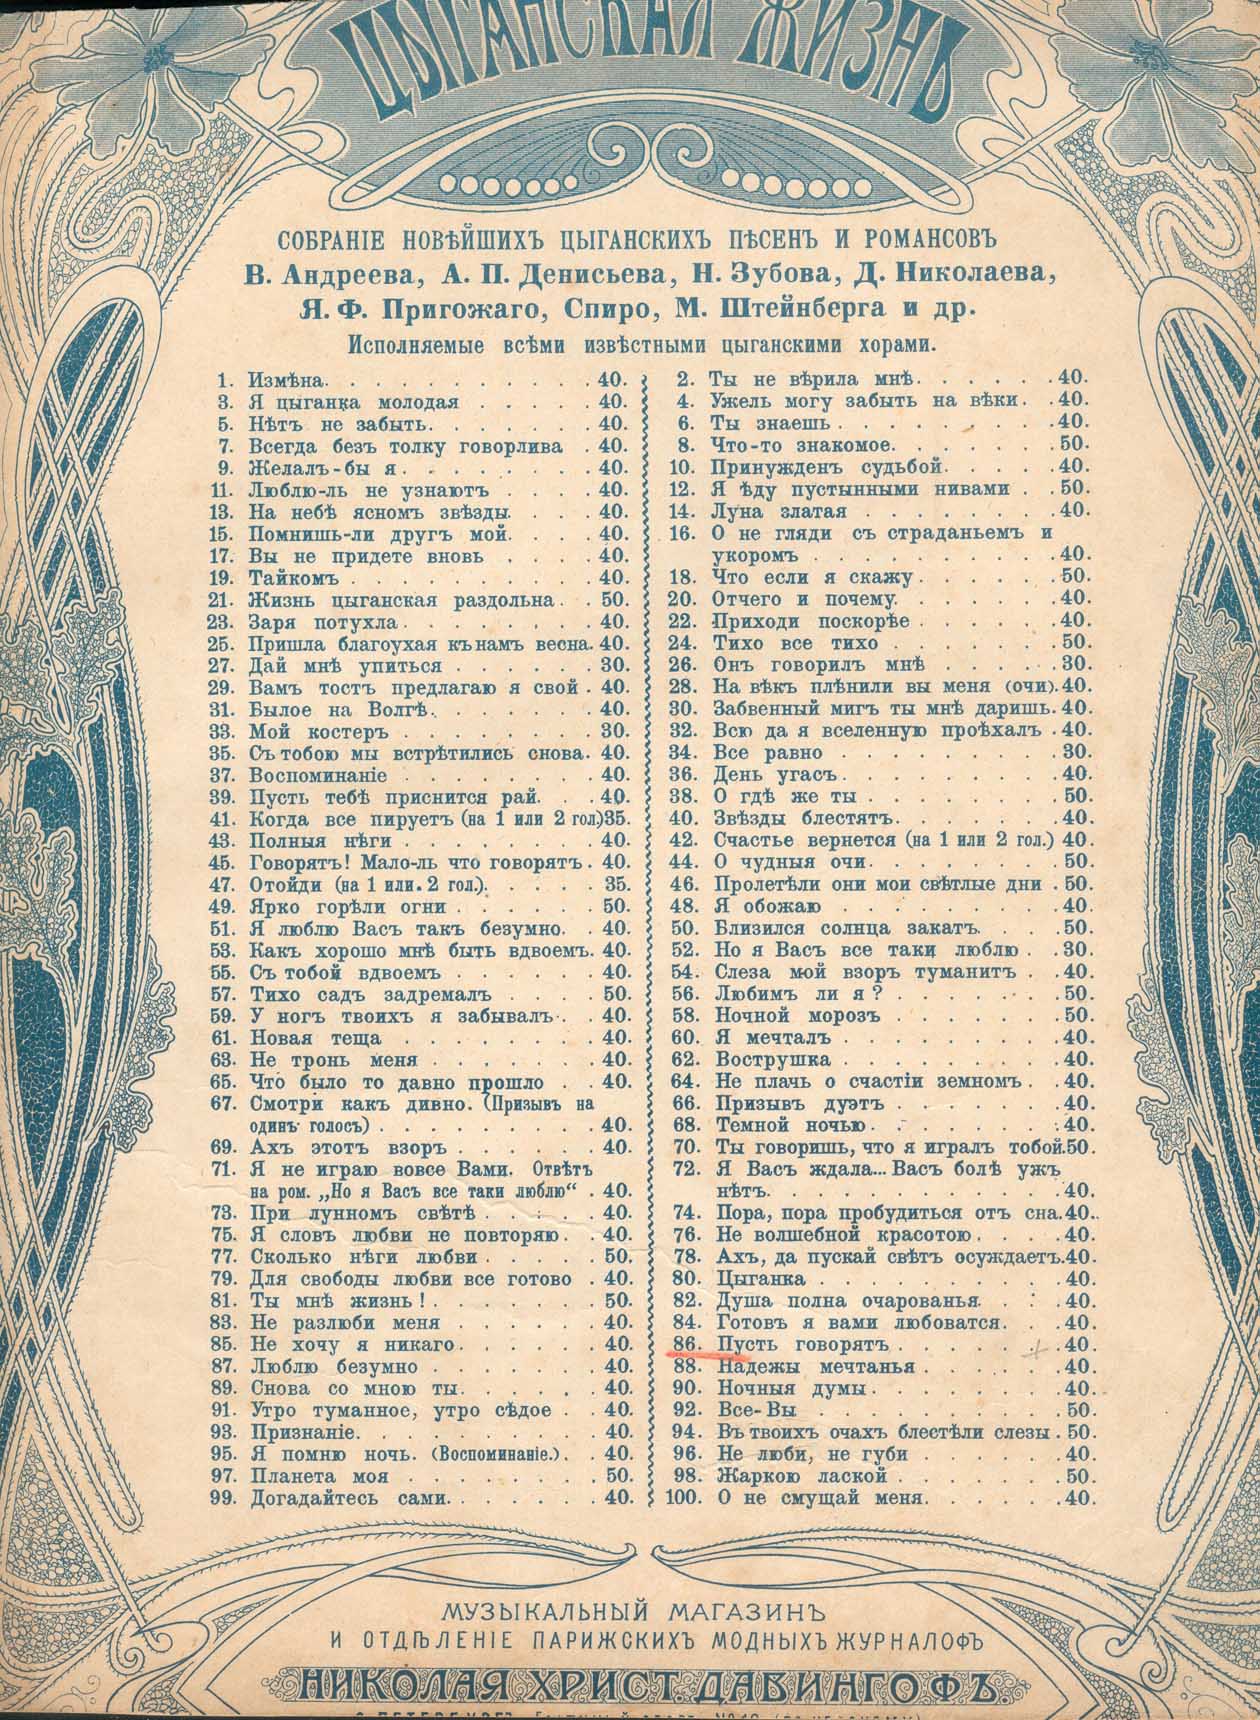 ЦЫГАНСКАЯ ЖИЗНЬ
СОБРАНІЕ НОВѢЙШИХЪ ЦЫГАНСКИХЪ ПѢСЕНЪ И РОМАНСОВЪ
В. Андреева, А. П. Денисьева, Н. Зубова, Д. Николаева,
Я. Ф. Пригожаго, Спиро, М. Штейнберга и др.
Исполняемые всѣми извѣстными цыганскими хорами.
1. Измѣна. . . . . . . . . . . . 40.
3. Я цыганка молодая . . . . . 40.
5. Нѣтъ не забыть. . . . . . . 40.
7. Всегда безъ толку говорлива . 40.
9. Желалъ-бы я . . . . . . . . 40.
11. Люблю-ль не узнаютъ . . . . 40.
13. На небѣ ясномъ звѣзды. . . . 40.
15. Помнишь-ли другъ мой. . . . 40.
17. Вы не придете вновь . . . . 40.
19. Тайкомъ . . . . . . . . . . 40.
21. Жизнь цыганская раздольна . . 50.
23. Заря потухла . . . . . . . . 40.
25. Пришла благоухая къ намъ весна. 40.
27. Дай мнѣ упиться . . . . . . 30.
29. Вамъ тостъ предлагаю я свой . 40.
31. Былое на Волгѣ. . . . . . . 40.
33. Мой костеръ . . . . . . . . 30.
35. Съ тобою мы встрѣтились снова. 40.
37. Воспоминаніе . . . . . . . . 40.
39. Пусть тебѣ приснится рай. . . 40.
41. Когда все пируетъ (на 1 или 2 гол.) 35.
43. Полныя нѣги . . . . . . . . 40.
45. Говорятъ! Мало-ль что говорятъ . 40.
47. Отойди (на 1 или 2 гол.). . . . . 35.
49. Ярко горѣли огни . . . . . . 50.
51. Я люблю Васъ такъ безумно. . 40.
53. Какъ хорошо мнѣ быть вдвоемъ. 40.
55. Съ тобой вдвоемъ . . . . . . 40.
57. Тихо садъ задремалъ . . . . 50.
59. У ногъ твоихъ я забывалъ . . 40.
61. Новая теща . . . . . . . . 40.
63. Не тронь меня . . . . . . . 40.
65. Что было то давно прошло . . 40.
67. Смотри какъ дивно. (Призывъ на
одинъ голосъ) . . . . . . . . . 40.
69. Ахъ этотъ взоръ . . . . . . 40.
71. Я не играю вовсе Вами. Отвѣтъ
на ром. „Но я Васъ все таки люблю“ . 40.
73. При лунномъ свѣтѣ . . . . . 40.
75. Я словъ любви не повторяю. . 40.
77. Сколько нѣги любви . . . . . 50.
79. Для свободы любви все готово . 40.
81. Ты мнѣ жизнь! . . . . . . . 50.
83. Не разлюби меня . . . . . . 40.
85. Не хочу я никаго . . . . . . 40.
87. Люблю безумно . . . . . . . 40.
89. Снова со мною ты. . . . . . 40.
91. Утро туманное, утро сѣдое . . 40.
93. Признаніе. . . . . . . . . . 40.
95. Я помню ночь. (Воспоминаніе.). . 40.
97. Планета моя . . . . . . . . 50.
99. Догадайтесь сами. . . . . . . 40.
2. Ты не вѣрила мнѣ. . . . . . 40.
4. Ужель могу забыть на вѣки. . 40.
6. Ты знаешь . . . . . . . . . 40.
8. Что-то знакомое. . . . . . . 50.
10. Принужденъ судьбой. . . . . 40.
12. Я ѣду пустынными нивами . . 50.
14. Луна златая . . . . . . . . 40.
16. О не гляди съ страданьемъ и
укоромъ . . . . . . . . . . 40.
18. Что если я скажу . . . . . . 50.
20. Отчего и почему. . . . . . . 40.
22. Приходи поскорѣе . . . . . . 40.
24. Тихо все тихо . . . . . . . 50.
26. Онъ говорилъ мнѣ . . . . . 30.
28. На вѣкъ плѣнили вы меня (очи). 40.
30. Забвенный мигъ ты мнѣ даришь. 40.
32. Всю да я вселенную проѣхалъ . 40.
34. Все равно . . . . . . . . . 30.
36. День угасъ . . . . . . . . . 40.
38. О гдѣ же ты . . . . . . . . 50.
40. Звѣзды блестятъ. . . . . . . 40.
42. Счастье вернется (на 1 или 2 гол.) 40.
44. О чудныя очи . . . . . . . . 50.
46. Пролетѣли они мои свѣтлые дни . 50.
48. Я обожаю . . . . . . . . . 40.
50. Близился солнца закатъ. . . . 50.
52. Но я Васъ все таки люблю . . 30.
54. Слеза мой взоръ туманитъ . . 40.
56. Любимъ ли я? . . . . . . . 50.
58. Ночной морозъ . . . . . . . 50.
60. Я мечталъ . . . . . . . . . 40.
62. Вострушка . . . . . . . . . 40.
64. Не плачь о счастіи земномъ . . 40.
66. Призывъ дуэтъ . . . . . . . 40.
68. Темной ночью . . . . . . . . 40.
70. Ты говоришь, что я игралъ тобой. 50.
72. Я Васъ ждала... Васъ болѣ ужъ
нѣтъ. . . . . . . . . . . . 40.
74. Пора, пора пробудиться отъ сна. 40.
76. Не волшебной красотою . . . . 40.
78. Ахъ, да пускай свѣтъ осуждаетъ. 40.
80. Цыганка . . . . . . . . . . 40.
82. Душа полна очарованья. . . . 40.
84. Готовъ я вами любоватся. . . 40.
86. Пусть говорятъ . . . . . . . 40.
88. Надежы мечтанья . . . . . . 40.
90. Ночныя думы . . . . . . . . 40.
92. Все-Вы . . . . . . . . . . 50.
94. Въ твоихъ очахъ блестѣли слезы . 50.
96. Не люби, не губи . . . . . . 40.
98. Жаркою лаской . . . . . . . 50.
100. О не смущай меня. . . . . . 40.
МУЗЫКАЛЬНЫЙ МАГАЗИНЪ
И ОТДѢЛЕНІЕ ПАРИЖСКИХЪ МОДНЫХЪ ЖУРНАЛОФЪ
НИКОЛАЯ ХРИСТ. ДАВИНГОФЪ.